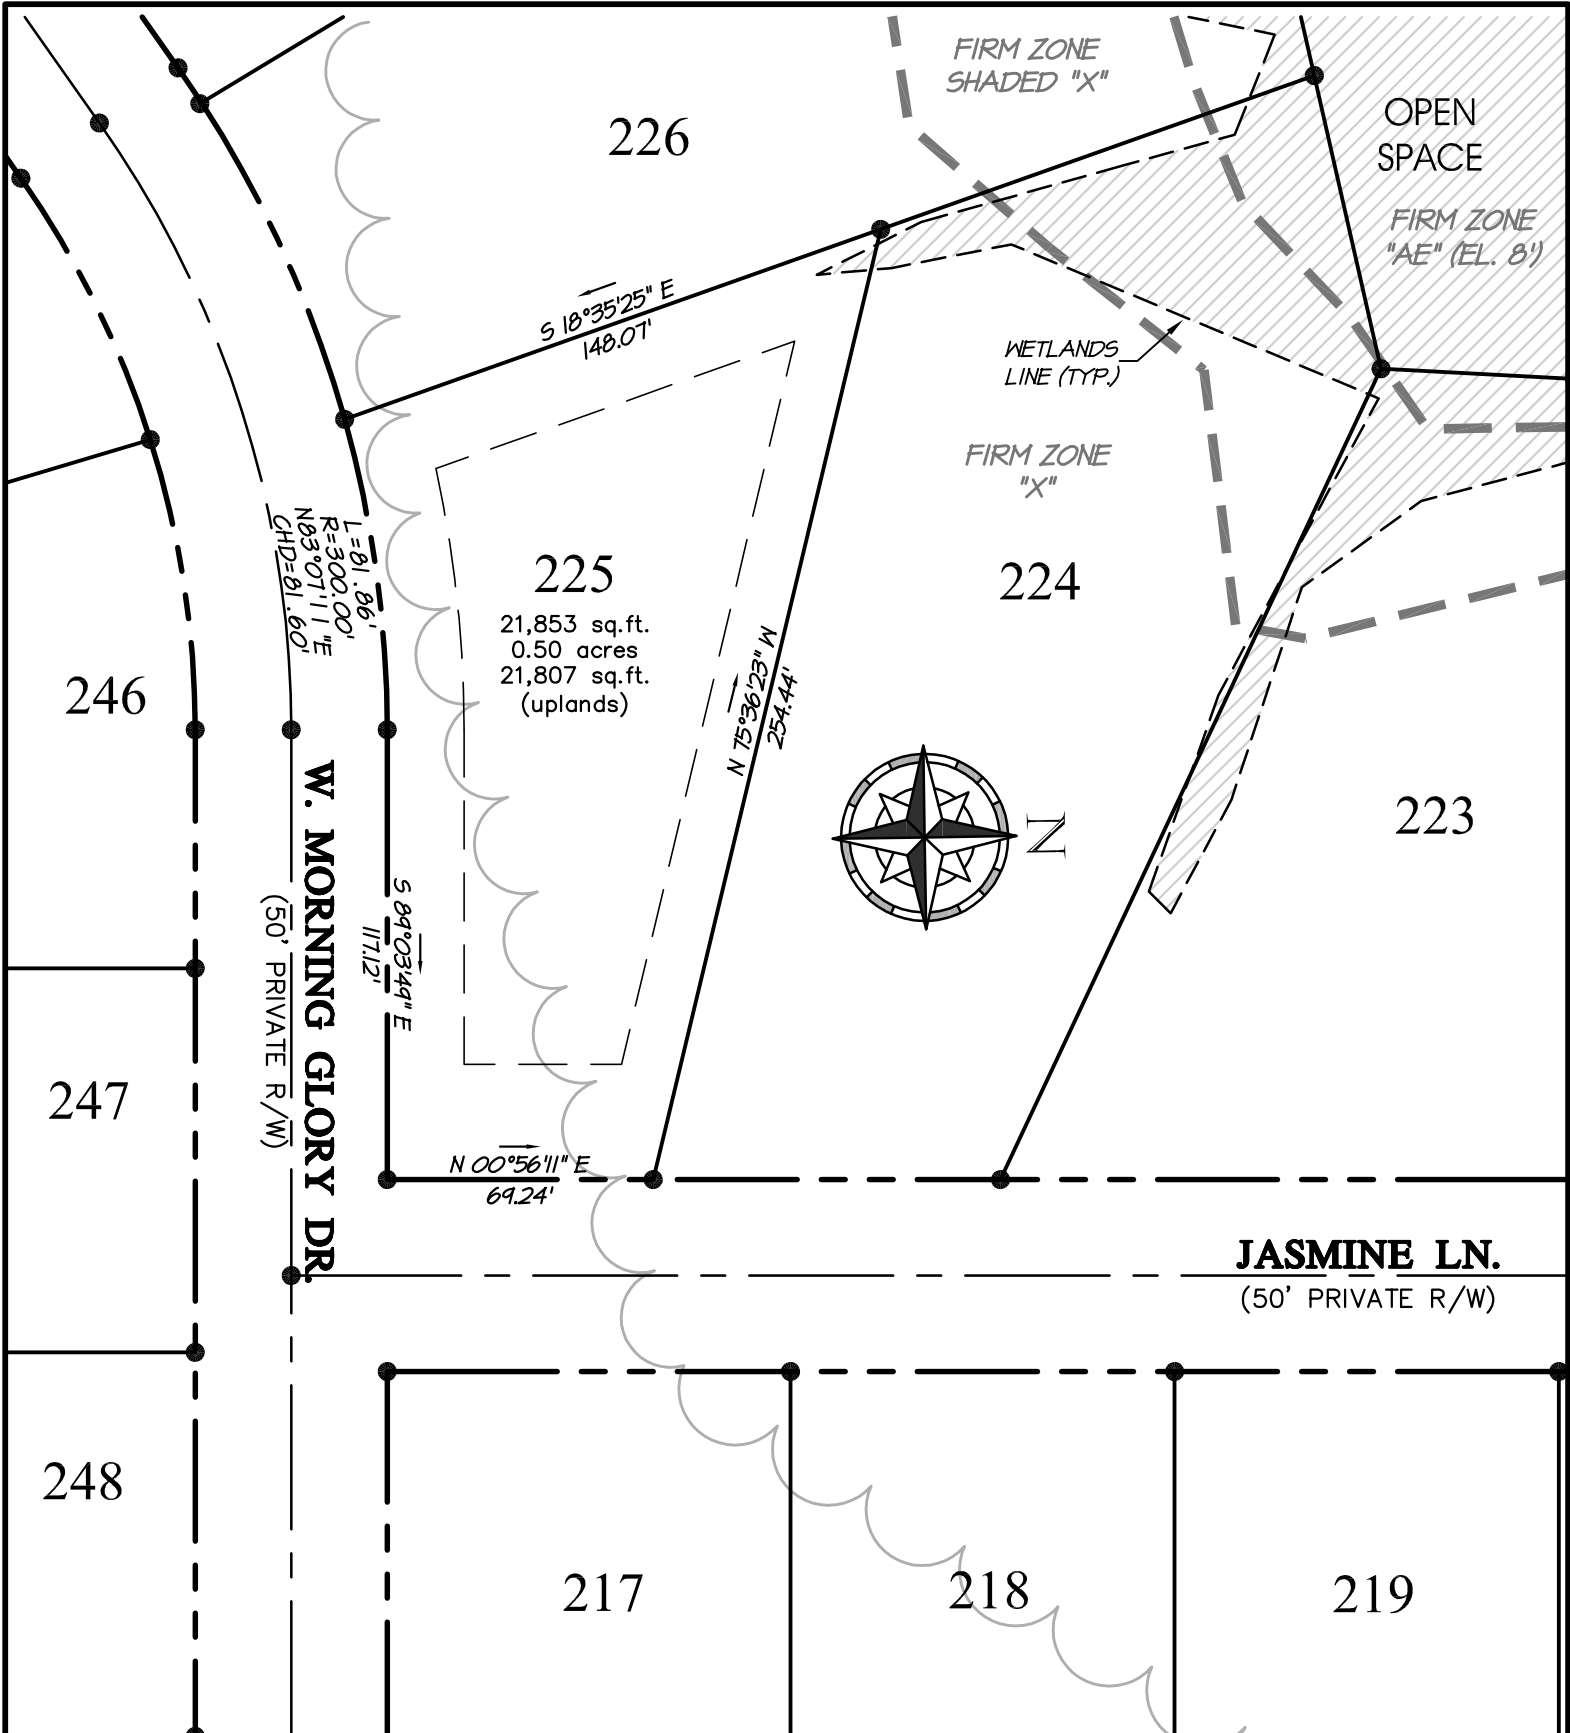 FIRM ZONE
SHADED "X"
OPEN
SPACE
226
FIRM ZONE
"AE" (EL. 8')
S 18°35'25" E
148.07'
WETLANDS
LINE (TYP.)
FIRM ZONE
"X"
L=81.86'
R=300.00'
N83°07'11"E
CHD=81.60'
225
21,853 sq.ft.
0.50 acres
21,807 sq.ft.
(uplands)
224
N 75°36'23" W
254.44'
246
223
N
W. MORNING GLORY DR.
(50' PRIVATE R/W)
S 89°03'49" E
117.12'
247
N 00°56'11" E
69.24'
JASMINE LN.
(50' PRIVATE R/W)
248
217
218
219